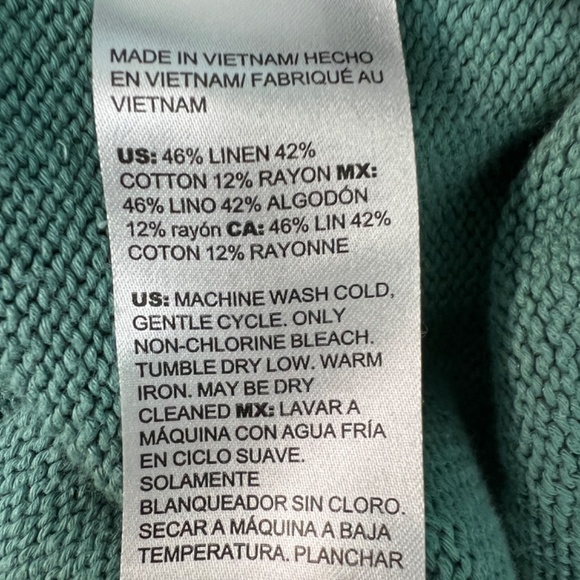 MADE IN VIETNAM/ HECHO
EN VIETNAM/ FABRIQUÉ AU
VIETNAM
US: 46% LINEN 42%
COTTON 12% RAYON MX:
46% LINO 42% ALGODÓN
12% rayón CA: 46% LIN 42%
COTON 12% RAYONNE
US: MACHINE WASH COLD,
GENTLE CYCLE. ONLY
NON-CHLORINE BLEACH.
TUMBLE DRY LOW. WARM
IRON. MAY BE DRY
CLEANED MX: LAVAR A
MÁQUINA CON AGUA FRÍA
EN CICLO SUAVE.
SOLAMENTE
BLANQUEADOR SIN CLORO.
SECAR A MÁQUINA A BAJA
TEMPERATURA. PLANCHAR